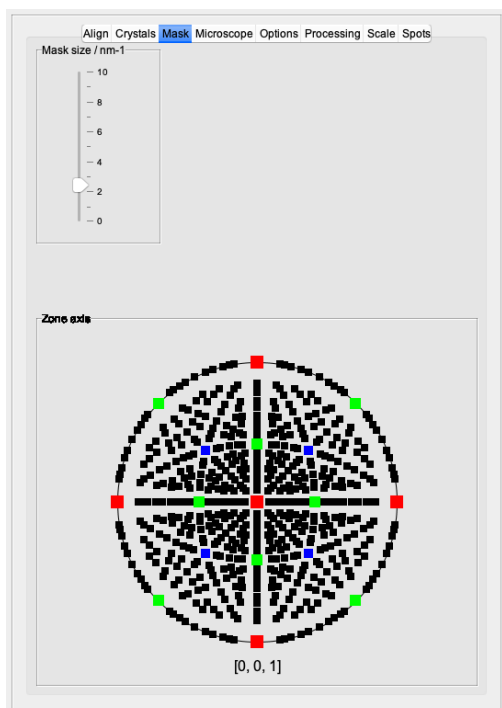 Align Crystals Mask Microscope Options Processing Scale Spots
Mask size / nm-1
10
8
6
4
2
0
Zone axis
[0, 0, 1]